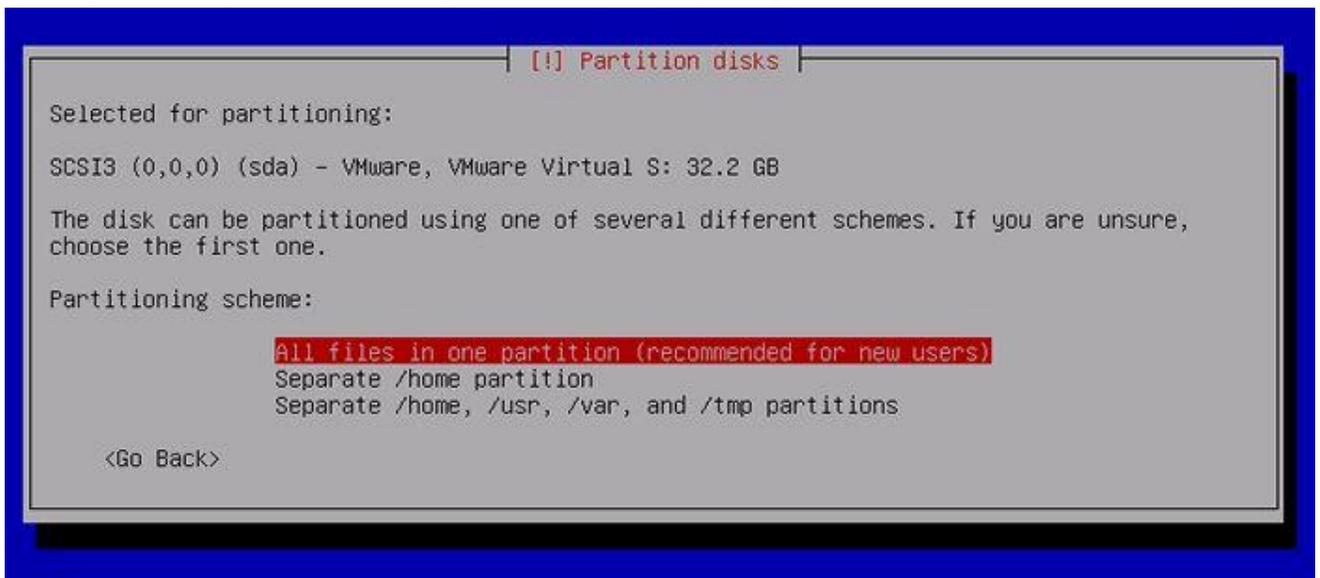 [!] Partition disks
Selected for partitioning:
SCSI3 (0,0,0) (sda) - VMware, VMware Virtual S: 32.2 GB
The disk can be partitioned using one of several different schemes. If you are unsure,
choose the first one.
Partitioning scheme:
All files in one partition (recommended for new users)
Separate /home partition
Separate /home, /usr, /var, and /tmp partitions
<Go Back>